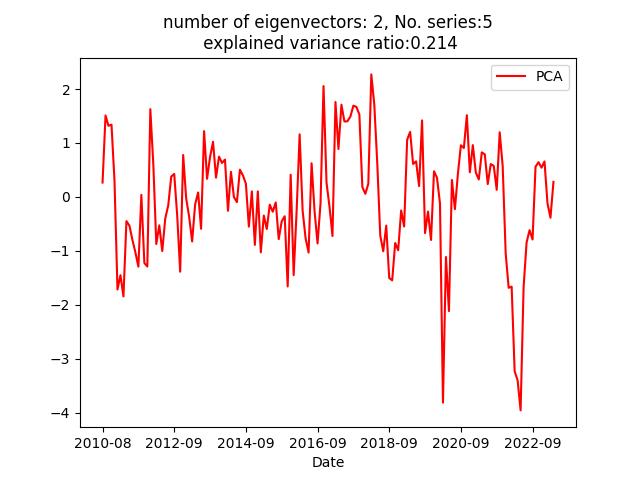 number of eigenvectors: 2, No. series:5
explained variance ratio:0.214
PCA
2
1
0
−1
−2
−3
−4
2010-08 2012-09 2014-09 2016-09 2018-09 2020-09 2022-09
Date